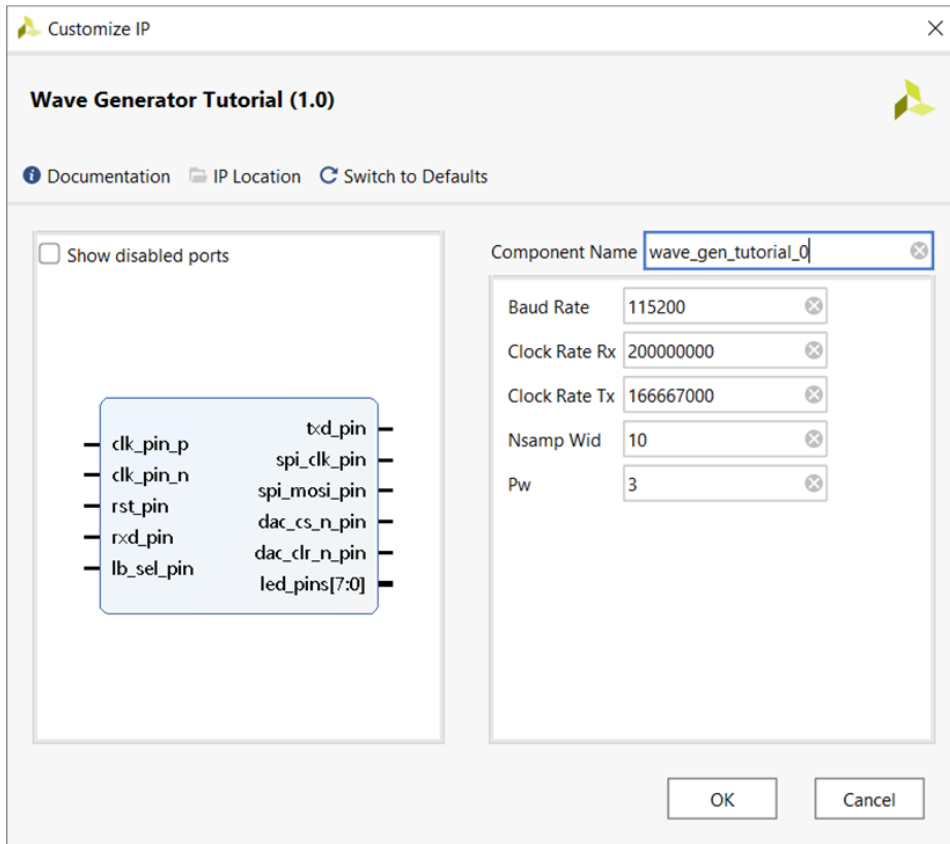 Customize IP
Wave Generator Tutorial (1.0)
Documentation IP Location Switch to Defaults
Show disabled ports
clk_pin_p
clk_pin_n
rst_pin
rxd_pin
lb_sel_pin
txd_pin
spi_clk_pin
spi_mosi_pin
dac_cs_n_pin
dac_clr_n_pin
led_pins[7:0]
Component Name wave_gen_tutorial_0
Baud Rate 115200
Clock Rate Rx 200000000
Clock Rate Tx 166667000
Nsamp Wid 10
Pw 3
OK Cancel